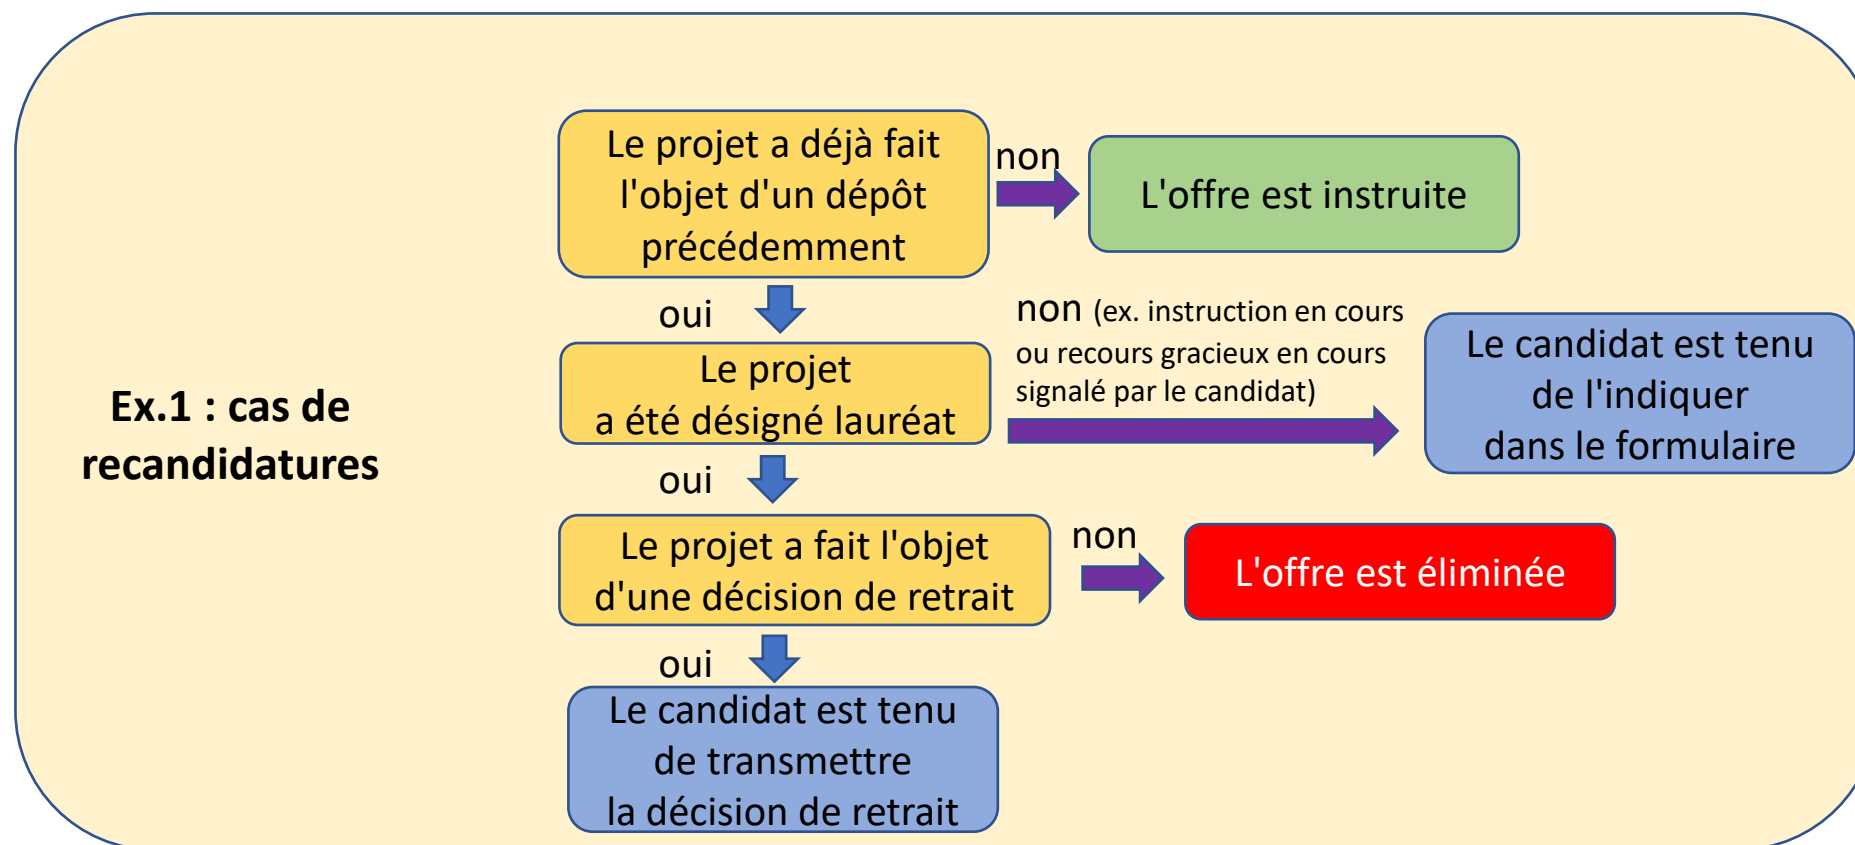 Ex.1 : cas de
recandidatures
Le projet a déjà fait
l'objet d'un dépôt
précédemment
non
L'offre est instruite
oui
Le projet
a été désigné lauréat
non (ex. instruction en cours
ou recours gracieux en cours
signalé par le candidat)
Le candidat est tenu
de l'indiquer
dans le formulaire
oui
Le projet a fait l'objet
d'une décision de retrait
non
L'offre est éliminée
oui
Le candidat est tenu
de transmettre
la décision de retrait